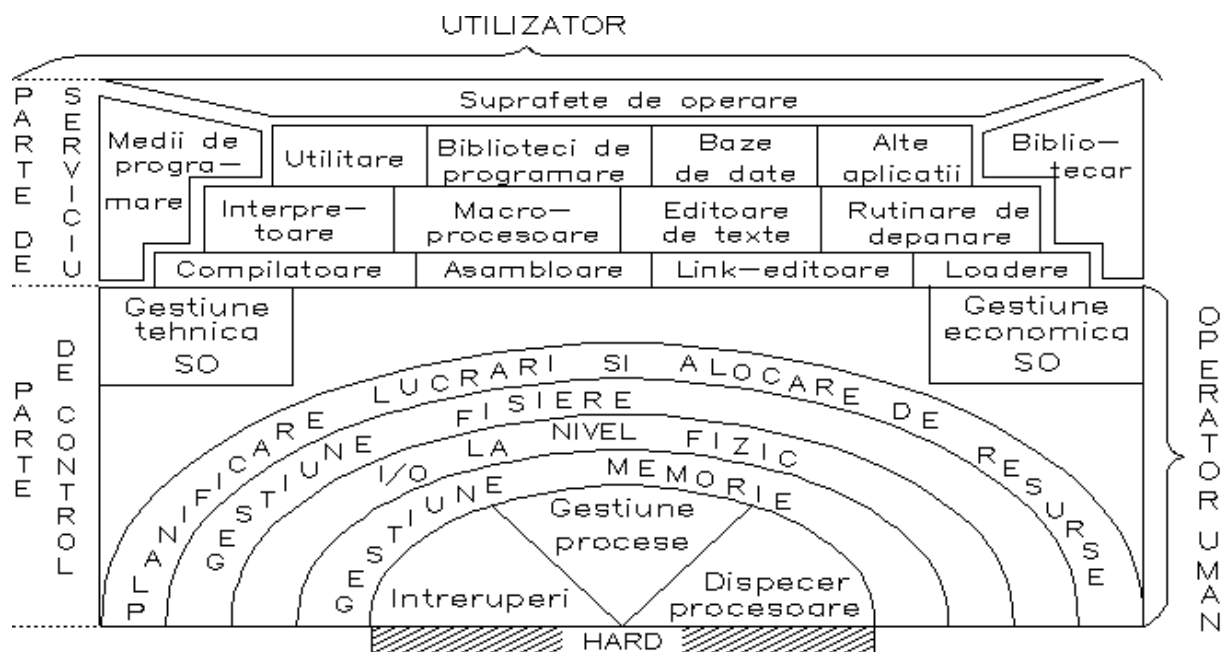 UTILIZATOR
PARTE DE
SERVICIU
Suprafete de operare
Medii de
progra-
mare
Utilitare
Biblioteci de
programare
Baze
de date
Alte
aplicatii
Biblio-
tecar
Interpre-
toare
Macro-
procesoare
Editoare
de texte
Rutinare de
depanare
Compilatoare
Asambloare
Link-editoare
Loadere
PARTE
DE CONTROL
Gestiune
tehnica
SO
Gestiune
economica
SO
OPERATOR UMAN
PLANIFICARE LUCRARI SI ALOCARE DE RESURSE
GESTIUNE FISIERE
I/O LA NIVEL FIZIC
GESTIUNE MEMORIE
Gestiune
procese
Intreruperi
Dispecer
procesoare
HARD